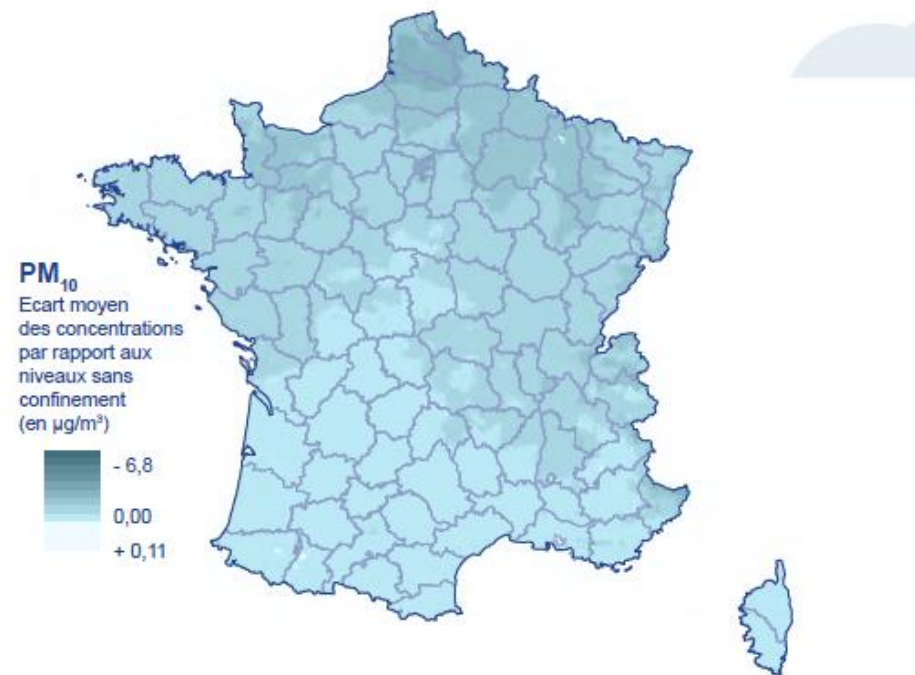 PM10
Ecart moyen
des concentrations
par rapport aux
niveaux sans
confinement
(en µg/m³)
- 6,8
0,00
+ 0,11